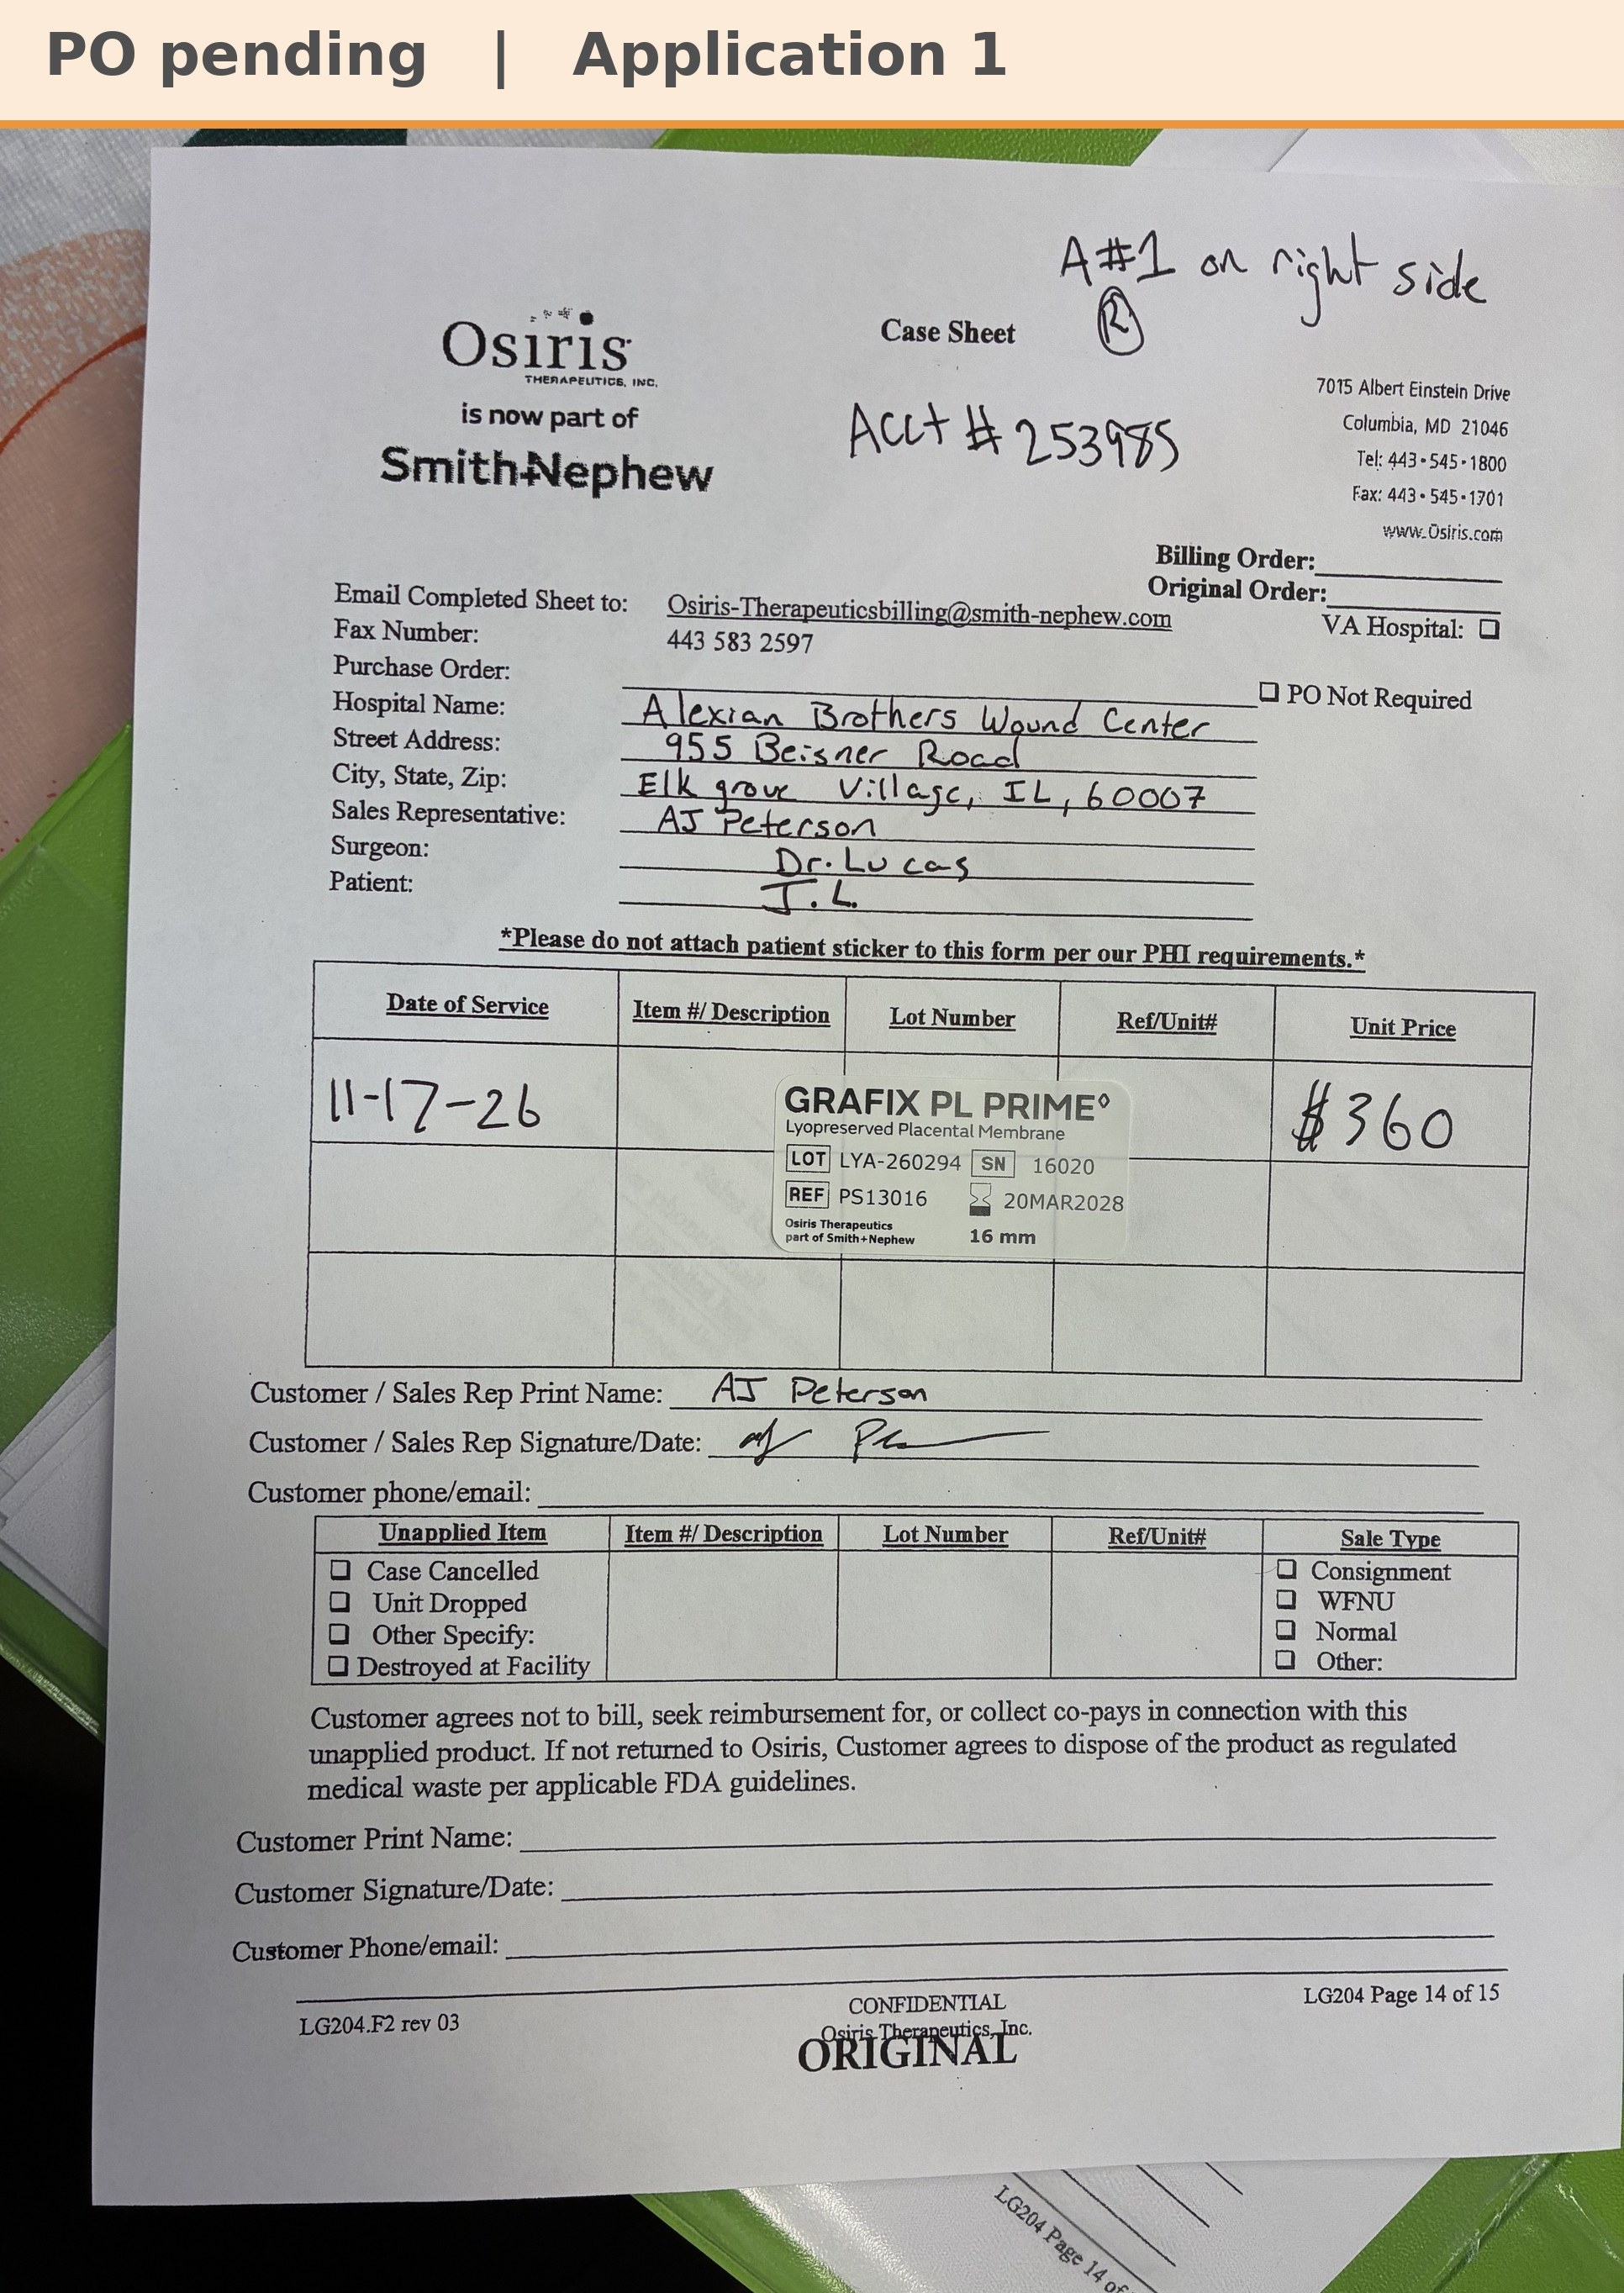 PO pending | Application 1
A#1 on right side
R
Osiris
THERAPEUTICS, INC.
is now part of
Smith+Nephew
Case Sheet
Acct # 253985
7015 Albert Einstein Drive
Columbia, MD 21046
Tel: 443•545•1800
Fax: 443•545•1701
www.Osiris.com
Billing Order:
Original Order:
VA Hospital: ☐
Email Completed Sheet to: Osiris-Therapeuticsbilling@smith-nephew.com
Fax Number: 443 583 2597
Purchase Order:
☐ PO Not Required
Hospital Name: Alexian Brothers Wound Center
Street Address: 955 Beisner Road
City, State, Zip: Elk grove Village, IL, 60007
Sales Representative: AJ Peterson
Surgeon: Dr. Lucas
Patient: J.L.
*Please do not attach patient sticker to this form per our PHI requirements.*
Date of Service Item #/ Description Lot Number Ref/Unit# Unit Price
11-17-26 $360
GRAFIX PL PRIME◊
Lyopreserved Placental Membrane
LOT LYA-260294 SN 16020
REF PS13016 20MAR2028
Osiris Therapeutics
part of Smith+Nephew 16 mm
Customer / Sales Rep Print Name: AJ Peterson
Customer / Sales Rep Signature/Date:
Customer phone/email:
Unapplied Item Item #/ Description Lot Number Ref/Unit# Sale Type
☐ Case Cancelled ☐ Consignment
☐ Unit Dropped ☐ WFNU
☐ Other Specify: ☐ Normal
☐ Destroyed at Facility ☐ Other:
Customer agrees not to bill, seek reimbursement for, or collect co-pays in connection with this
unapplied product. If not returned to Osiris, Customer agrees to dispose of the product as regulated
medical waste per applicable FDA guidelines.
Customer Print Name:
Customer Signature/Date:
Customer Phone/email:
LG204.F2 rev 03
CONFIDENTIAL
Osiris Therapeutics, Inc.
ORIGINAL
LG204 Page 14 of 15
LG204 Page 14 of